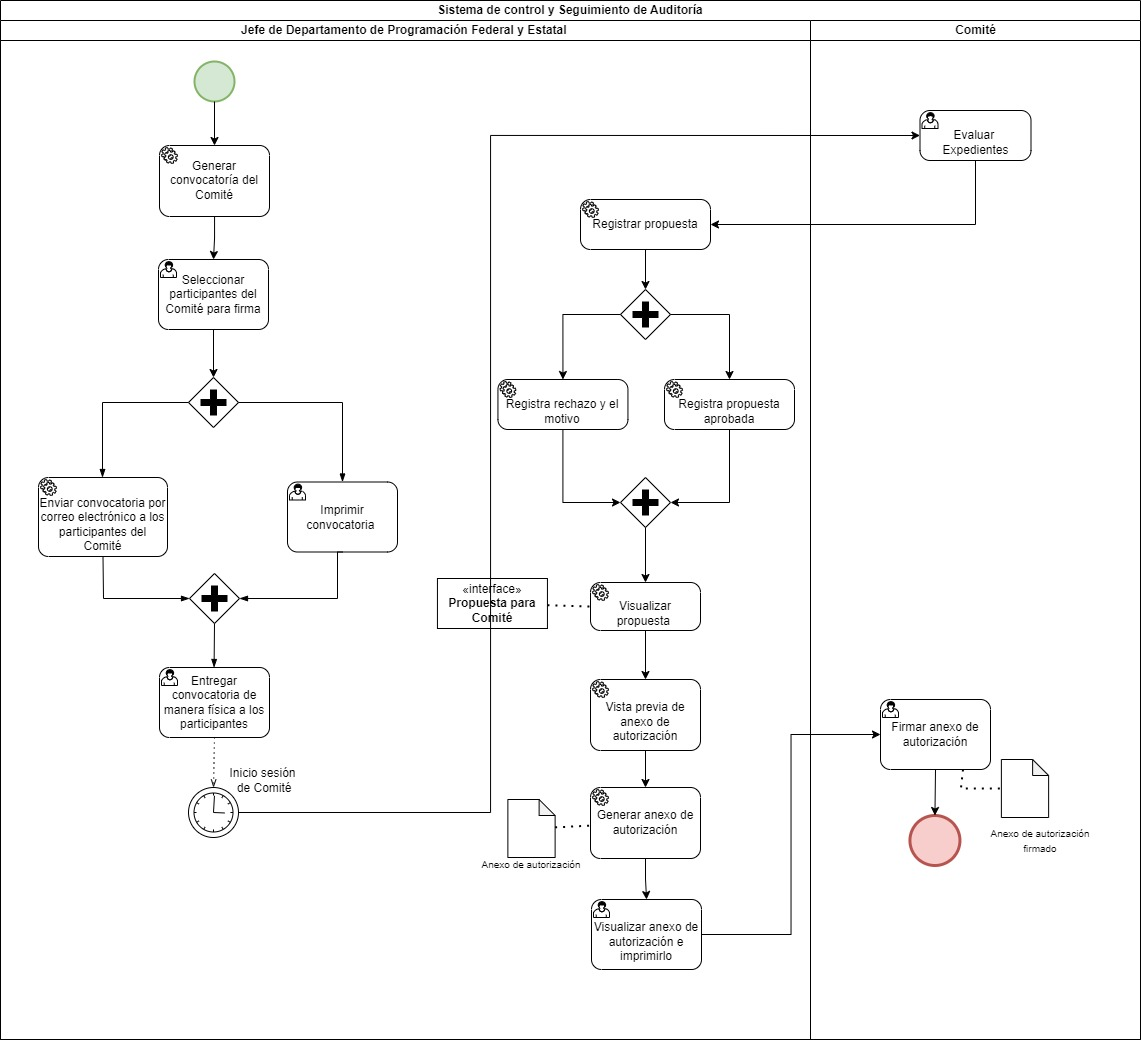 Sistema de control y Seguimiento de Auditoría
Jefe de Departamento de Programación Federal y Estatal
Comité
Generar
convocatoría del
Comité
Seleccionar
participantes del
Comité para firma
Enviar convocatoria por
correo electrónico a los
participantes del
Comité
Imprimir
convocatoria
Entregar
convocatoria de
manera física a los
participantes
Inicio sesión
de Comité
Evaluar
Expedientes
Registrar propuesta
Registra rechazo y el
motivo
Registra propuesta
aprobada
«interface»
Propuesta para
Comité
Visualizar
propuesta
Vista previa de
anexo de
autorización
Generar anexo de
autorización
Anexo de autorización
Visualizar anexo de
autorización e
imprimirlo
Firmar anexo de
autorización
Anexo de autorización
firmado